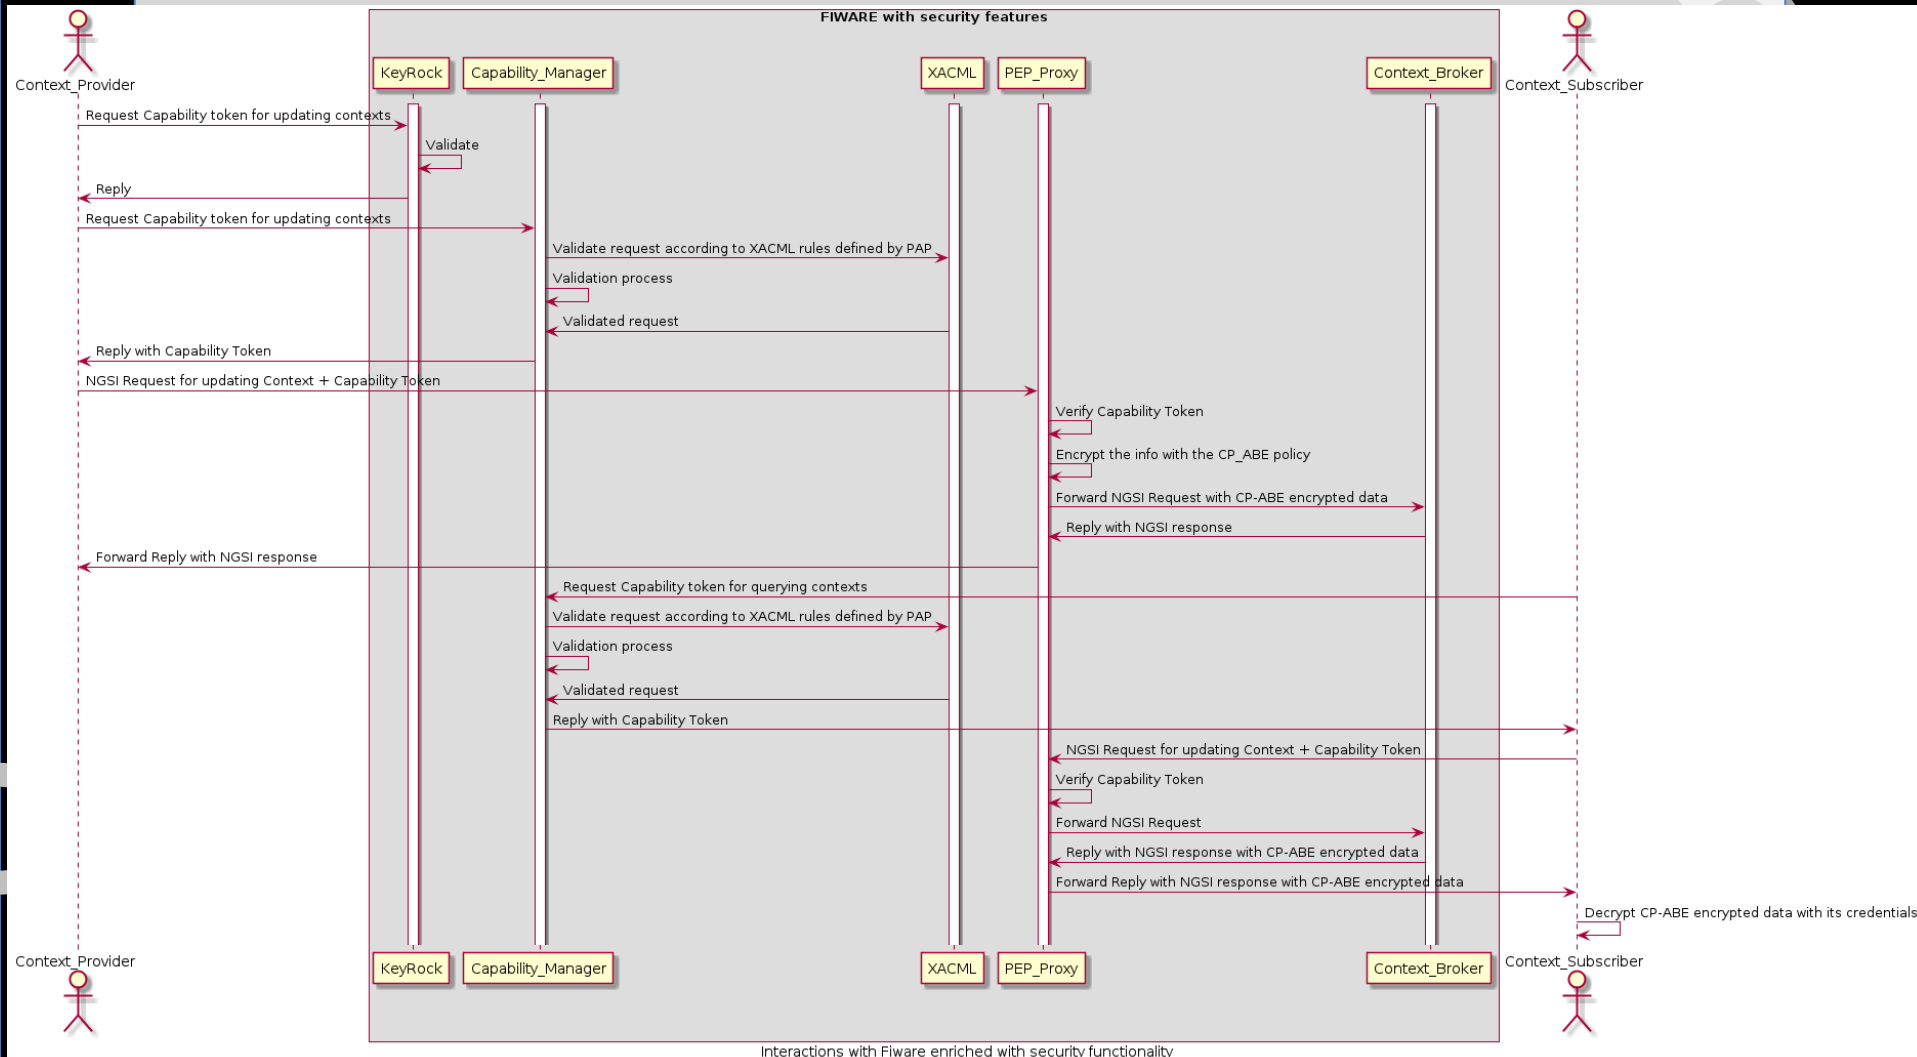 FIWARE with security features
Context_Provider
KeyRock
Capability_Manager
XACML
PEP_Proxy
Context_Broker
Context_Subscriber
Request Capability token for updating contexts
Validate
Reply
Request Capability token for updating contexts
Validate request according to XACML rules defined by PAP
Validation process
Validated request
Reply with Capability Token
NGSI Request for updating Context + Capability Token
Verify Capability Token
Encrypt the info with the CP_ABE policy
Forward NGSI Request with CP-ABE encrypted data
Reply with NGSI response
Forward Reply with NGSI response
Request Capability token for querying contexts
Validate request according to XACML rules defined by PAP
Validation process
Validated request
Reply with Capability Token
NGSI Request for updating Context + Capability Token
Verify Capability Token
Forward NGSI Request
Reply with NGSI response with CP-ABE encrypted data
Forward Reply with NGSI response with CP-ABE encrypted data
Decrypt CP-ABE encrypted data with its credentials
Context_Provider
KeyRock
Capability_Manager
XACML
PEP_Proxy
Context_Broker
Context_Subscriber
Interactions with Fiware enriched with security functionality